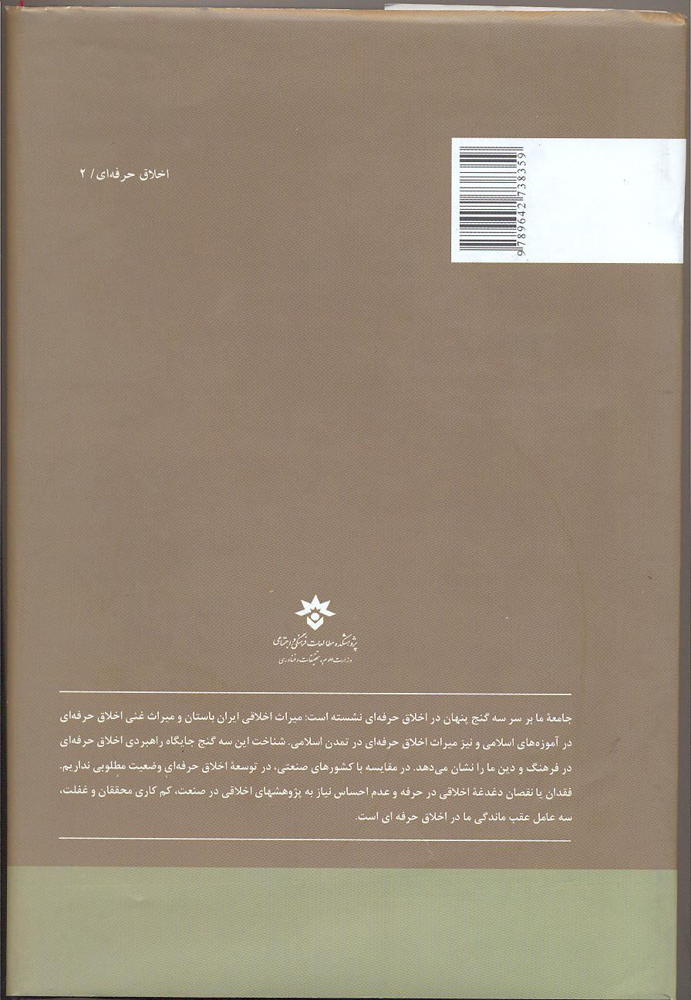 اخلاق حرفه‌ای / ۲
9789642738359
پژوهشکده مطالعات فرهنگی و اجتماعی
وزارت علوم، تحقیقات و فناوری
جامعهٔ ما بر سر سه گنج پنهان در اخلاق حرفه‌ای نشسته است: میراث اخلاقی ایران باستان و میراث غنی اخلاق حرفه‌ای
در آموزه‌های اسلامی و نیز میراث اخلاق حرفه‌ای در تمدن اسلامی. شناخت این سه گنج جایگاه راهبردی اخلاق حرفه‌ای
در فرهنگ و دین ما را نشان می‌دهد. در مقایسه با کشورهای صنعتی، در توسعهٔ اخلاق حرفه‌ای وضعیت مطلوبی نداریم.
فقدان یا نقصان دغدغهٔ اخلاقی در حرفه و عدم احساس نیاز به پژوهشهای اخلاقی در صنعت، کم کاری محققان و غفلت،
سه عامل عقب ماندگی ما در اخلاق حرفه ای است.